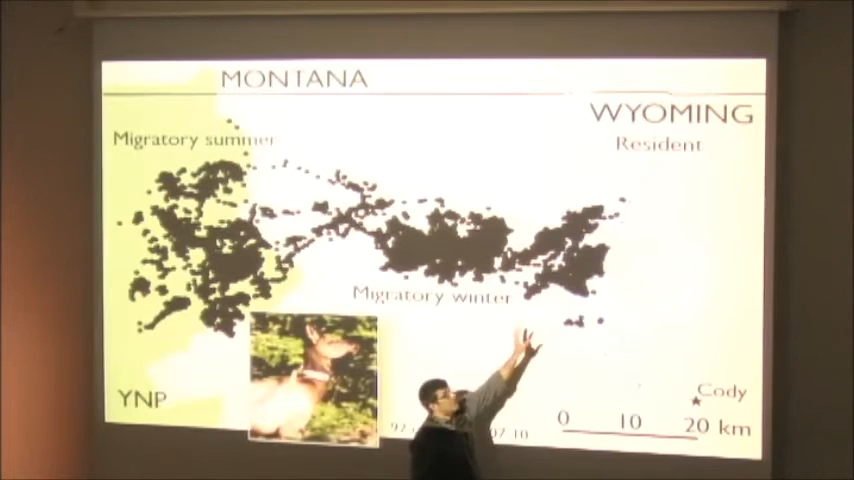 MONTANA
WYOMING
Migratory summer
Resident
Migratory winter
YNP
Cody
0 10 20 km